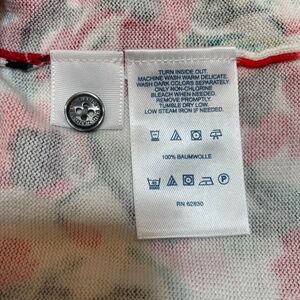 TURN INSIDE OUT.
MACHINE WASH WARM DELICATE.
WASH DARK COLORS SEPARATELY.
ONLY NON-CHLORINE
BLEACH WHEN NEEDED.
REMOVE PROMPTLY.
TUMBLE DRY LOW.
LOW STEAM IRON IF NEEDED.
100% BAUMWOLLE
RN 62830